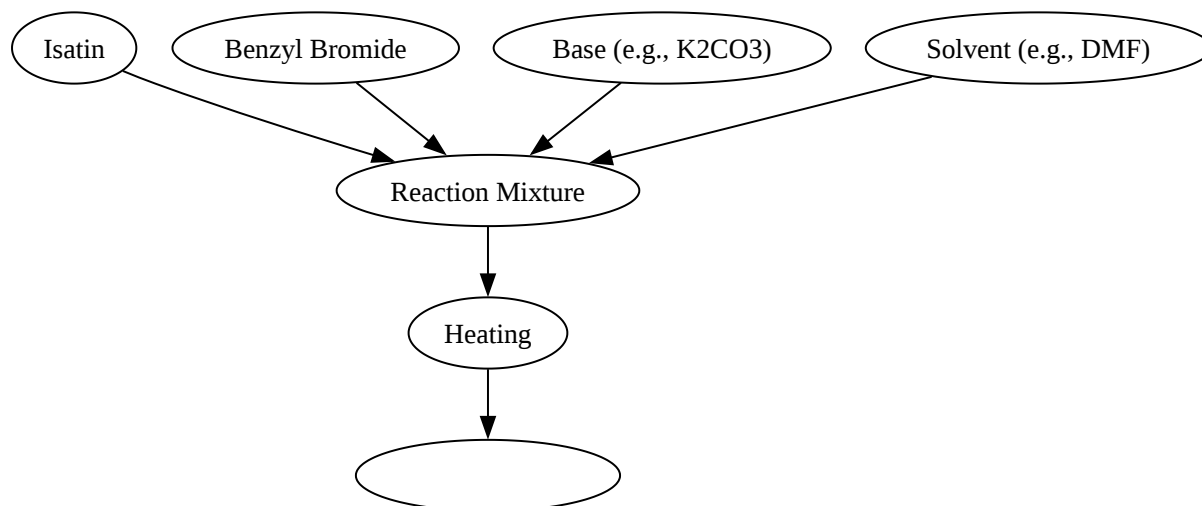 Isatin
Benzyl Bromide
Base (e.g., K2CO3)
Solvent (e.g., DMF)
Reaction Mixture
Heating